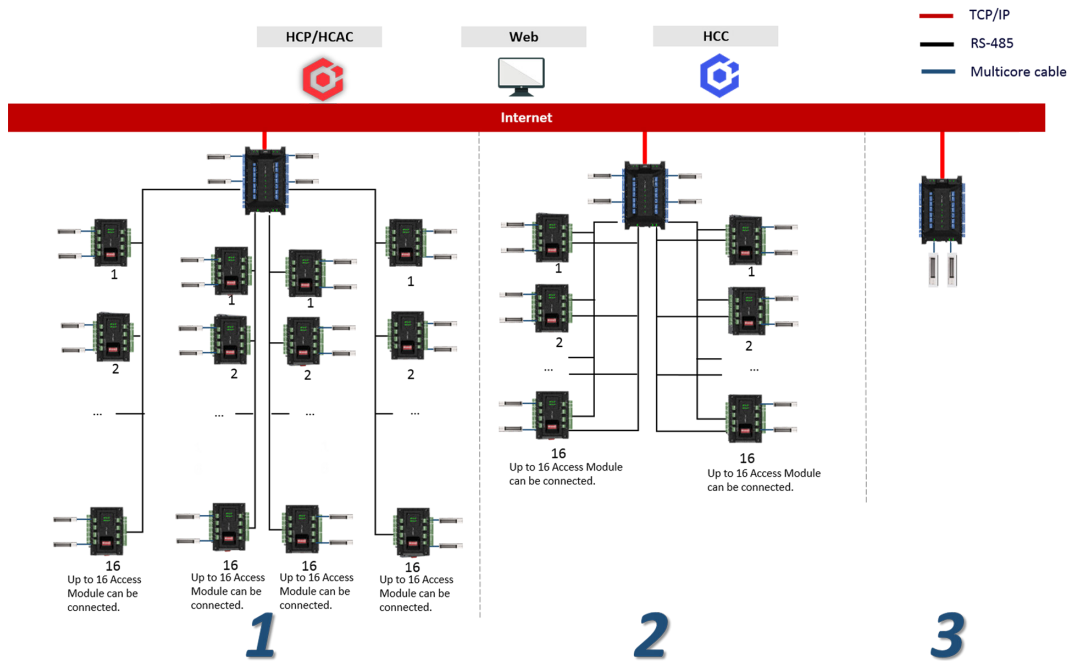 TCP/IP
HCP/HCAC
Web
HCC
RS-485
Multicore cable
Internet
1
1
1
1
1
1
2
2
2
2
2
2
...
...
...
...
...
...
16
Up to 16 Access Module
can be connected.
16
Up to 16 Access Module
can be connected.
16
Up to 16 Access
Module can be
connected.
16
Up to 16 Access
Module can be
connected.
16
Up to 16 Access
Module can be
connected.
16
Up to 16 Access
Module can be
connected.
1
2
3